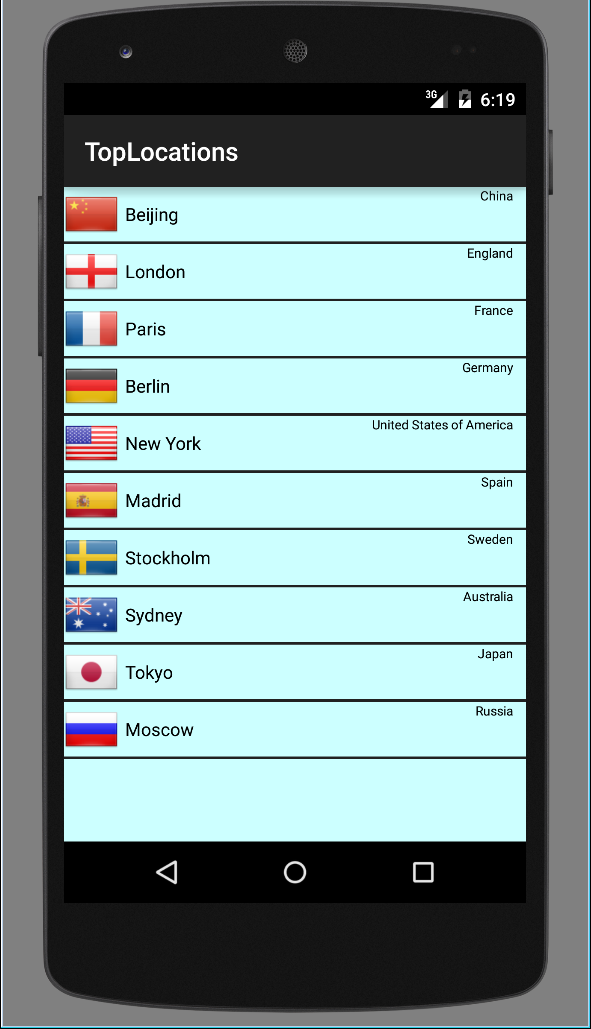 3G 6:19
TopLocations
China
Beijing
England
London
France
Paris
Germany
Berlin
United States of America
New York
Spain
Madrid
Sweden
Stockholm
Australia
Sydney
Japan
Tokyo
Russia
Moscow